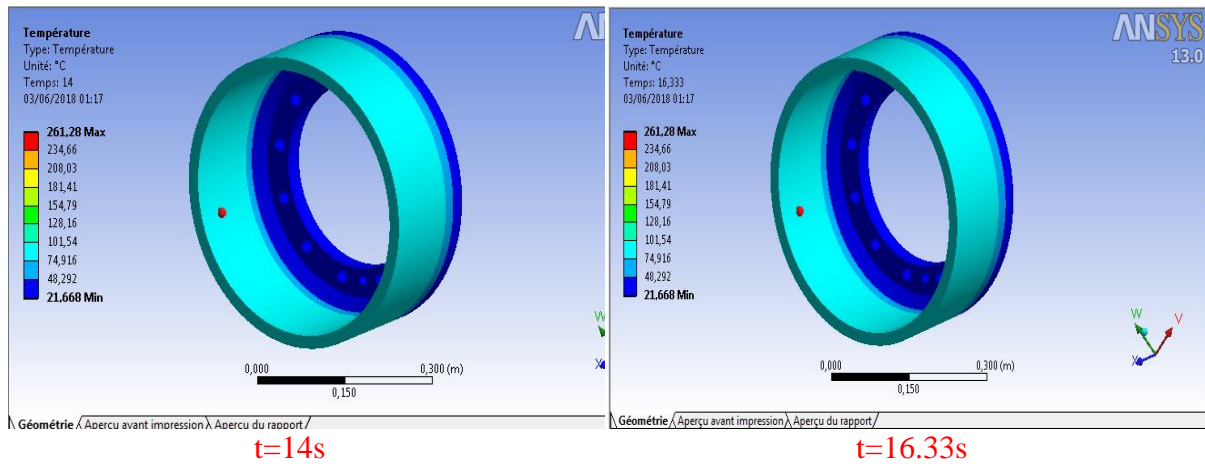 Température
Type: Température
Unité: °C
Temps: 14
03/06/2018 01:17
261,28 Max
234,66
208,03
181,41
154,79
128,16
101,54
74,916
48,292
21,668 Min
0,000
0,300 (m)
0,150
W
X
Géométrie Aperçu avant impression Aperçu du rapport
t=14s
ANSYS
13.0
Température
Type: Température
Unité: °C
Temps: 16,333
03/06/2018 01:17
261,28 Max
234,66
208,03
181,41
154,79
128,16
101,54
74,916
48,292
21,668 Min
0,000
0,300 (m)
0,150
W
V
X
Géométrie Aperçu avant impression Aperçu du rapport
t=16.33s